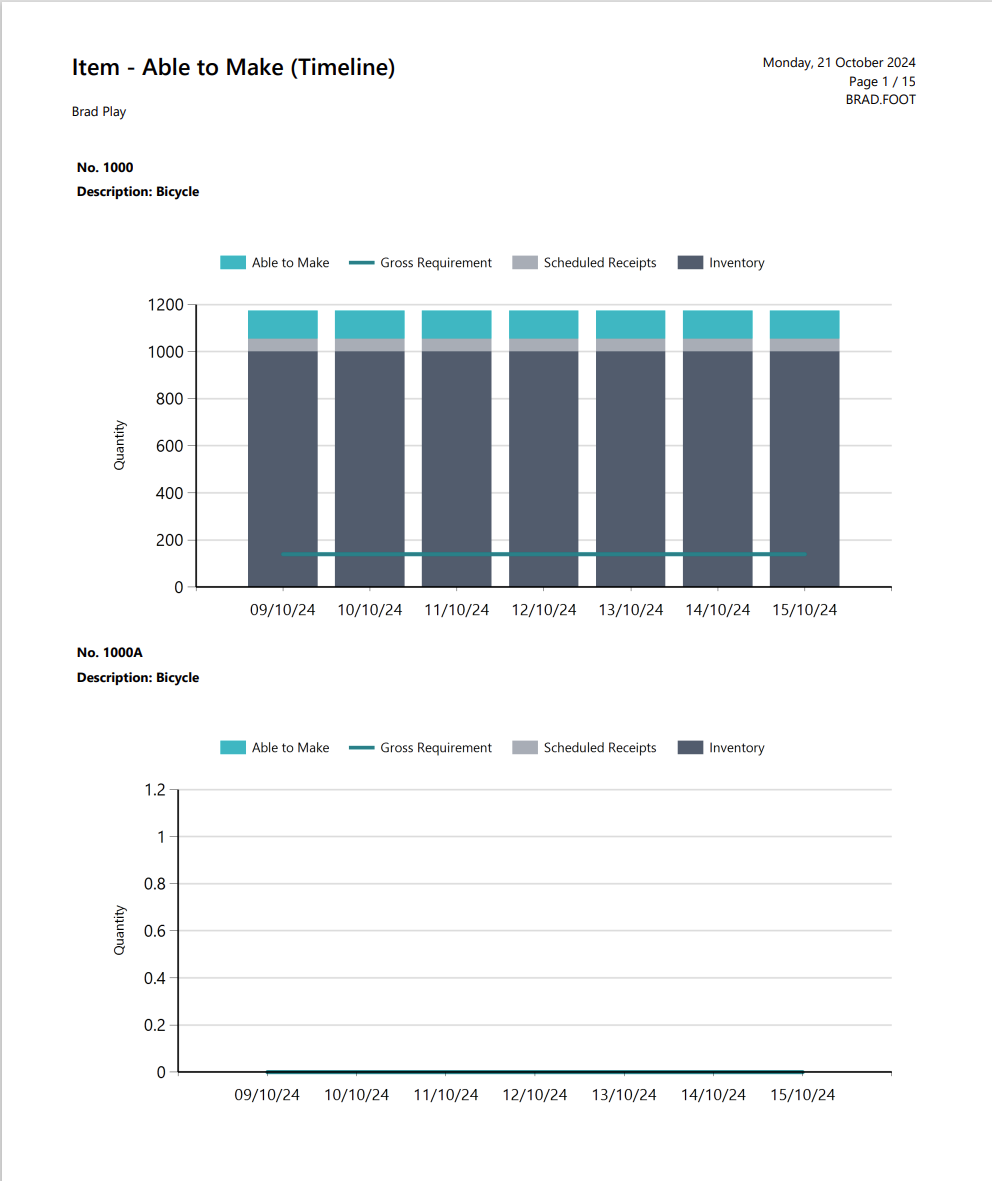 Item - Able to Make (Timeline)
Monday, 21 October 2024
Page 1 / 15
BRAD.FOOT
Brad Play
No. 1000
Description: Bicycle
Able to Make Gross Requirement Scheduled Receipts Inventory
1200
1000
800
600
400
200
0
Quantity
09/10/24 10/10/24 11/10/24 12/10/24 13/10/24 14/10/24 15/10/24
No. 1000A
Description: Bicycle
Able to Make Gross Requirement Scheduled Receipts Inventory
1.2
1
0.8
0.6
0.4
0.2
0
Quantity
09/10/24 10/10/24 11/10/24 12/10/24 13/10/24 14/10/24 15/10/24